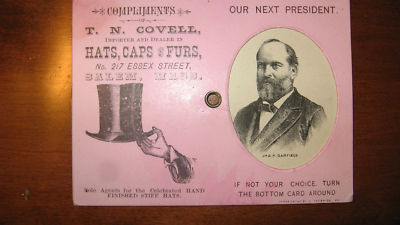 COMPLIMENTS
OF
T. N. COVELL,
IMPORTER AND DEALER IN
HATS, CAPS & FURS,
No. 217 ESSEX STREET,
SALEM, MASS.
Sole Agents for the Celebrated HAND
FINISHED STIFF HATS.
OUR NEXT PRESIDENT.
JAS. A. GARFIELD
IF NOT YOUR CHOICE, TURN
THE BOTTOM CARD AROUND